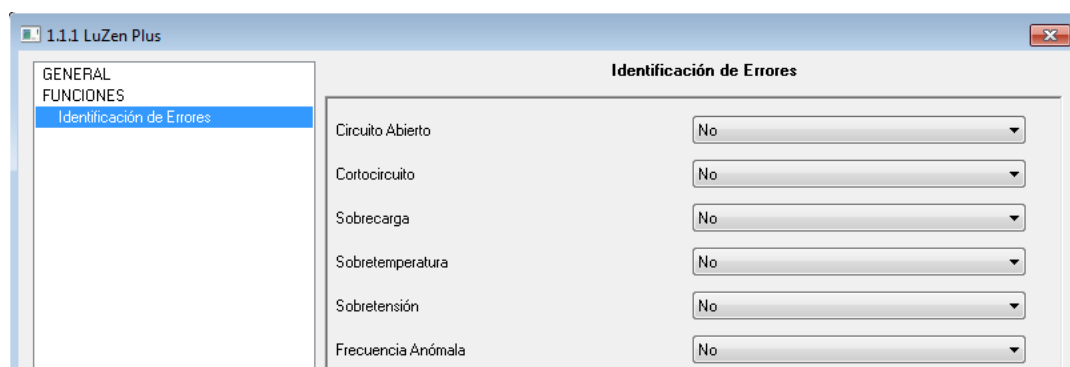 1.1.1 LuZen Plus
GENERAL
FUNCIONES
Identificación de Errores
Identificación de Errores
Circuito Abierto No
Cortocircuito No
Sobrecarga No
Sobretemperatura No
Sobretensión No
Frecuencia Anómala No